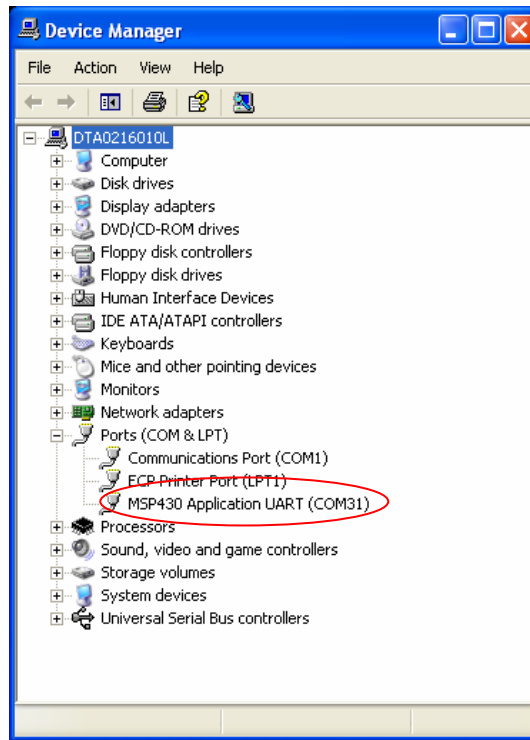 Device Manager
File Action View Help
DTA0216010L
Computer
Disk drives
Display adapters
DVD/CD-ROM drives
Floppy disk controllers
Floppy disk drives
Human Interface Devices
IDE ATA/ATAPI controllers
Keyboards
Mice and other pointing devices
Monitors
Network adapters
Ports (COM & LPT)
Communications Port (COM1)
ECP Printer Port (LPT1)
MSP430 Application UART (COM31)
Processors
Sound, video and game controllers
Storage volumes
System devices
Universal Serial Bus controllers